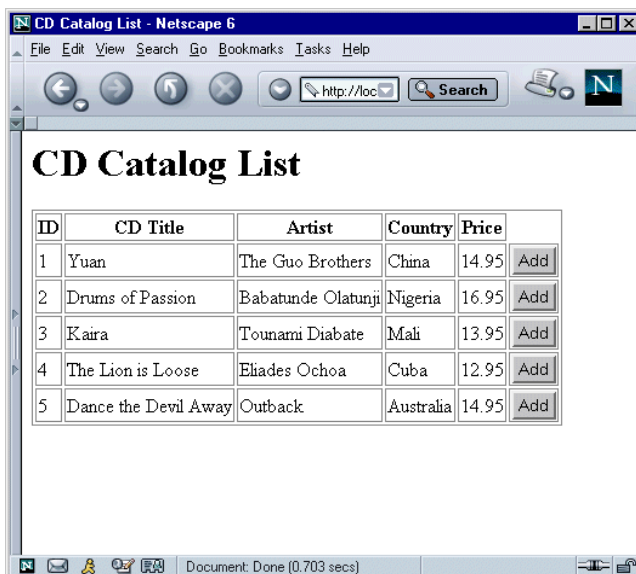 CD Catalog List - Netscape 6
File Edit View Search Go Bookmarks Tasks Help
http://loc Search N
CD Catalog List
ID CD Title Artist Country Price
1 Yuan The Guo Brothers China 14.95 Add
2 Drums of Passion Babatunde Olatunji Nigeria 16.95 Add
3 Kaira Tounami Diabate Mali 13.95 Add
4 The Lion is Loose Eliades Ochoa Cuba 12.95 Add
5 Dance the Devil Away Outback Australia 14.95 Add
Document: Done (0.703 secs)